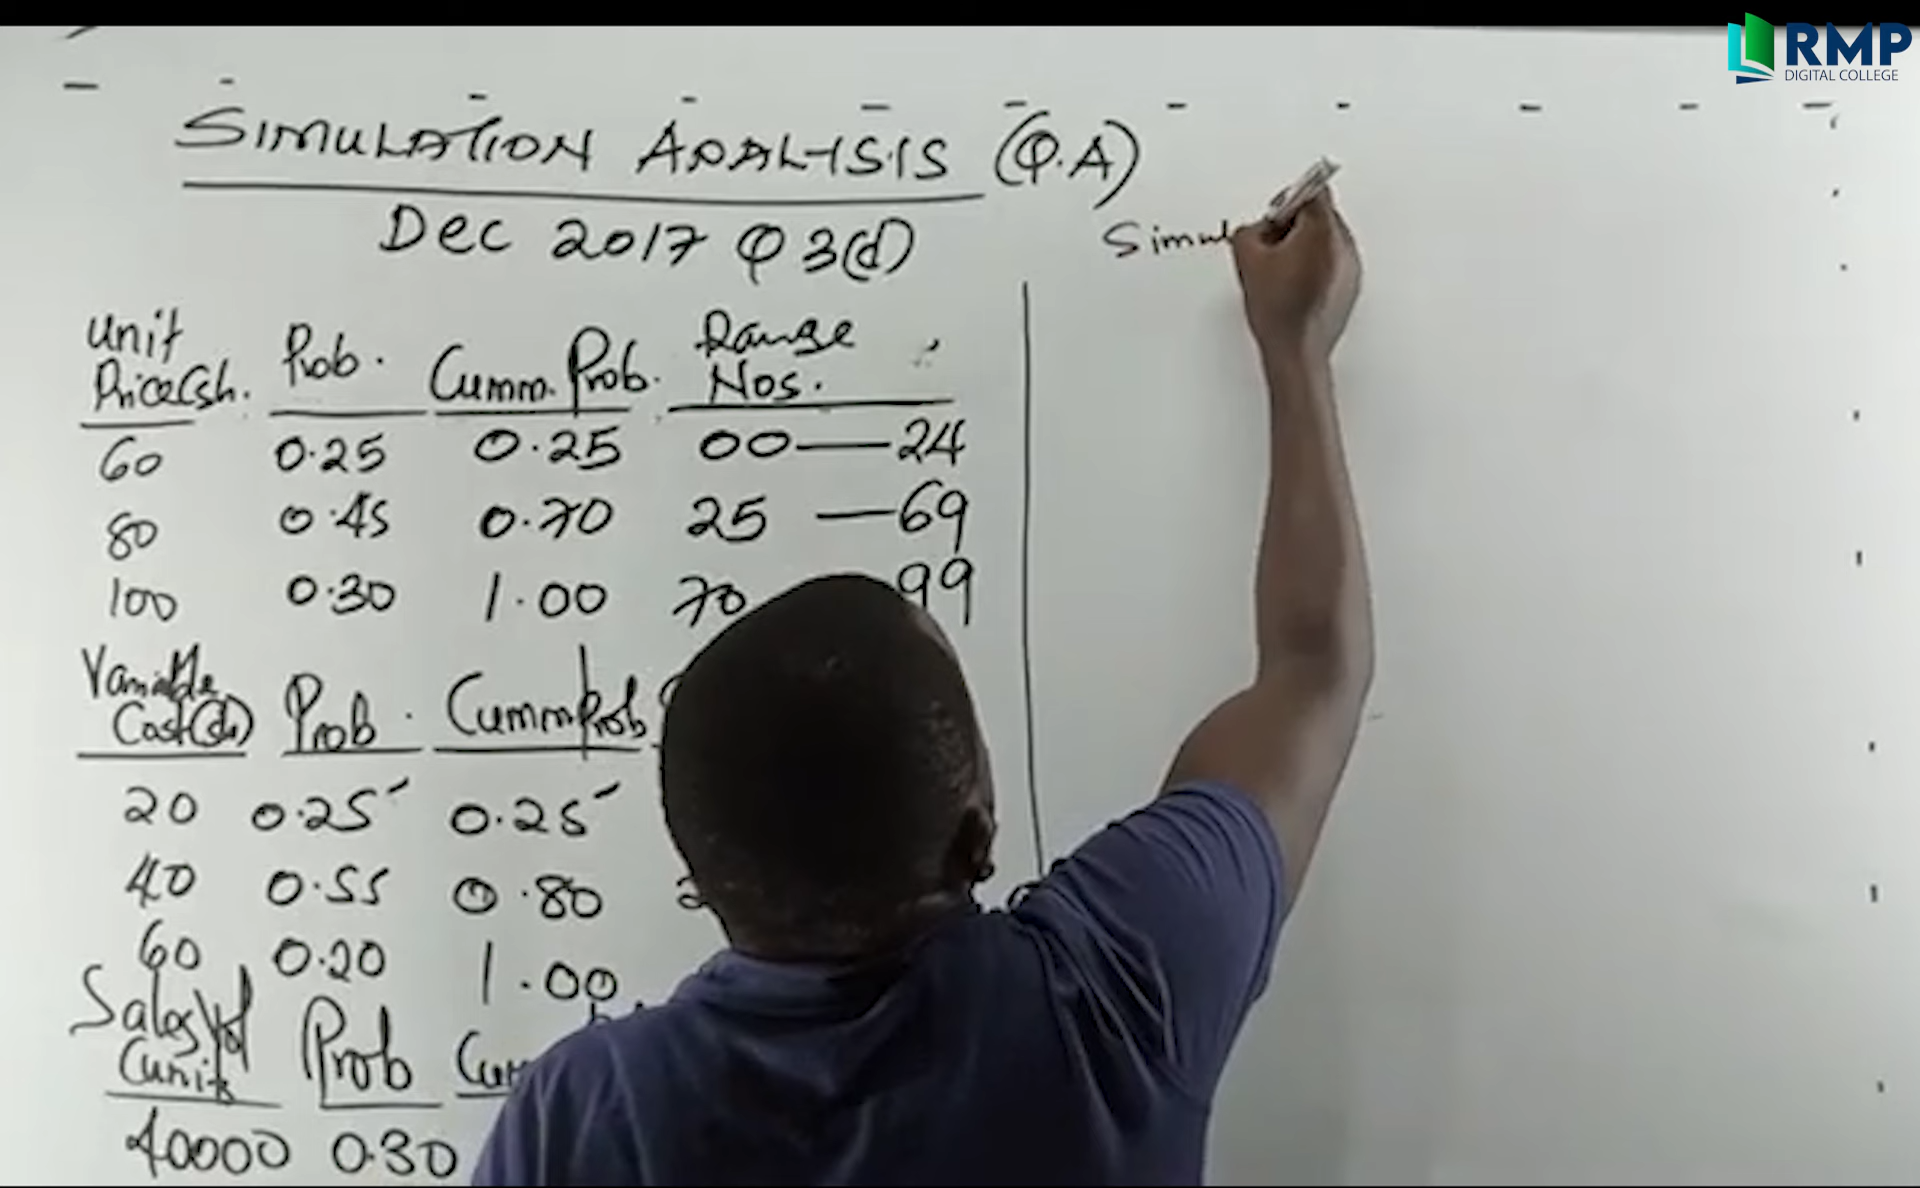 RMP
DIGITAL COLLEGE
SIMULATION ANALYSIS (Q.A)
Dec 2017 Q 3(d)
Simul
Unit Price(sh. Prob. Cumm. Prob. Range Nos.
60 0.25 0.25 00—24
80 0.45 0.70 25 —69
100 0.30 1.00 70 99
Variable Cost(sh) Prob. Cumm Prob
20 0.25 0.25
40 0.55 0.80
60 0.20 1.00
Sales Vol (units Prob Cum
40000 0.30